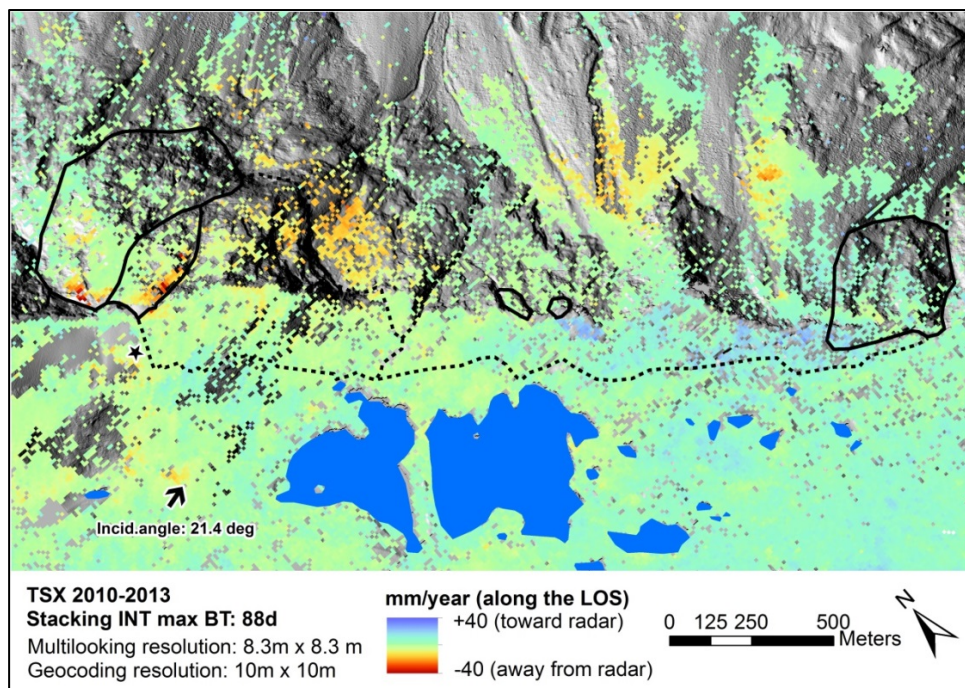 Incid.angle: 21.4 deg
TSX 2010-2013
Stacking INT max BT: 88d
Multilooking resolution: 8.3m x 8.3 m
Geocoding resolution: 10m x 10m
mm/year (along the LOS)
+40 (toward radar)
-40 (away from radar)
N
0 125 250 500
Meters